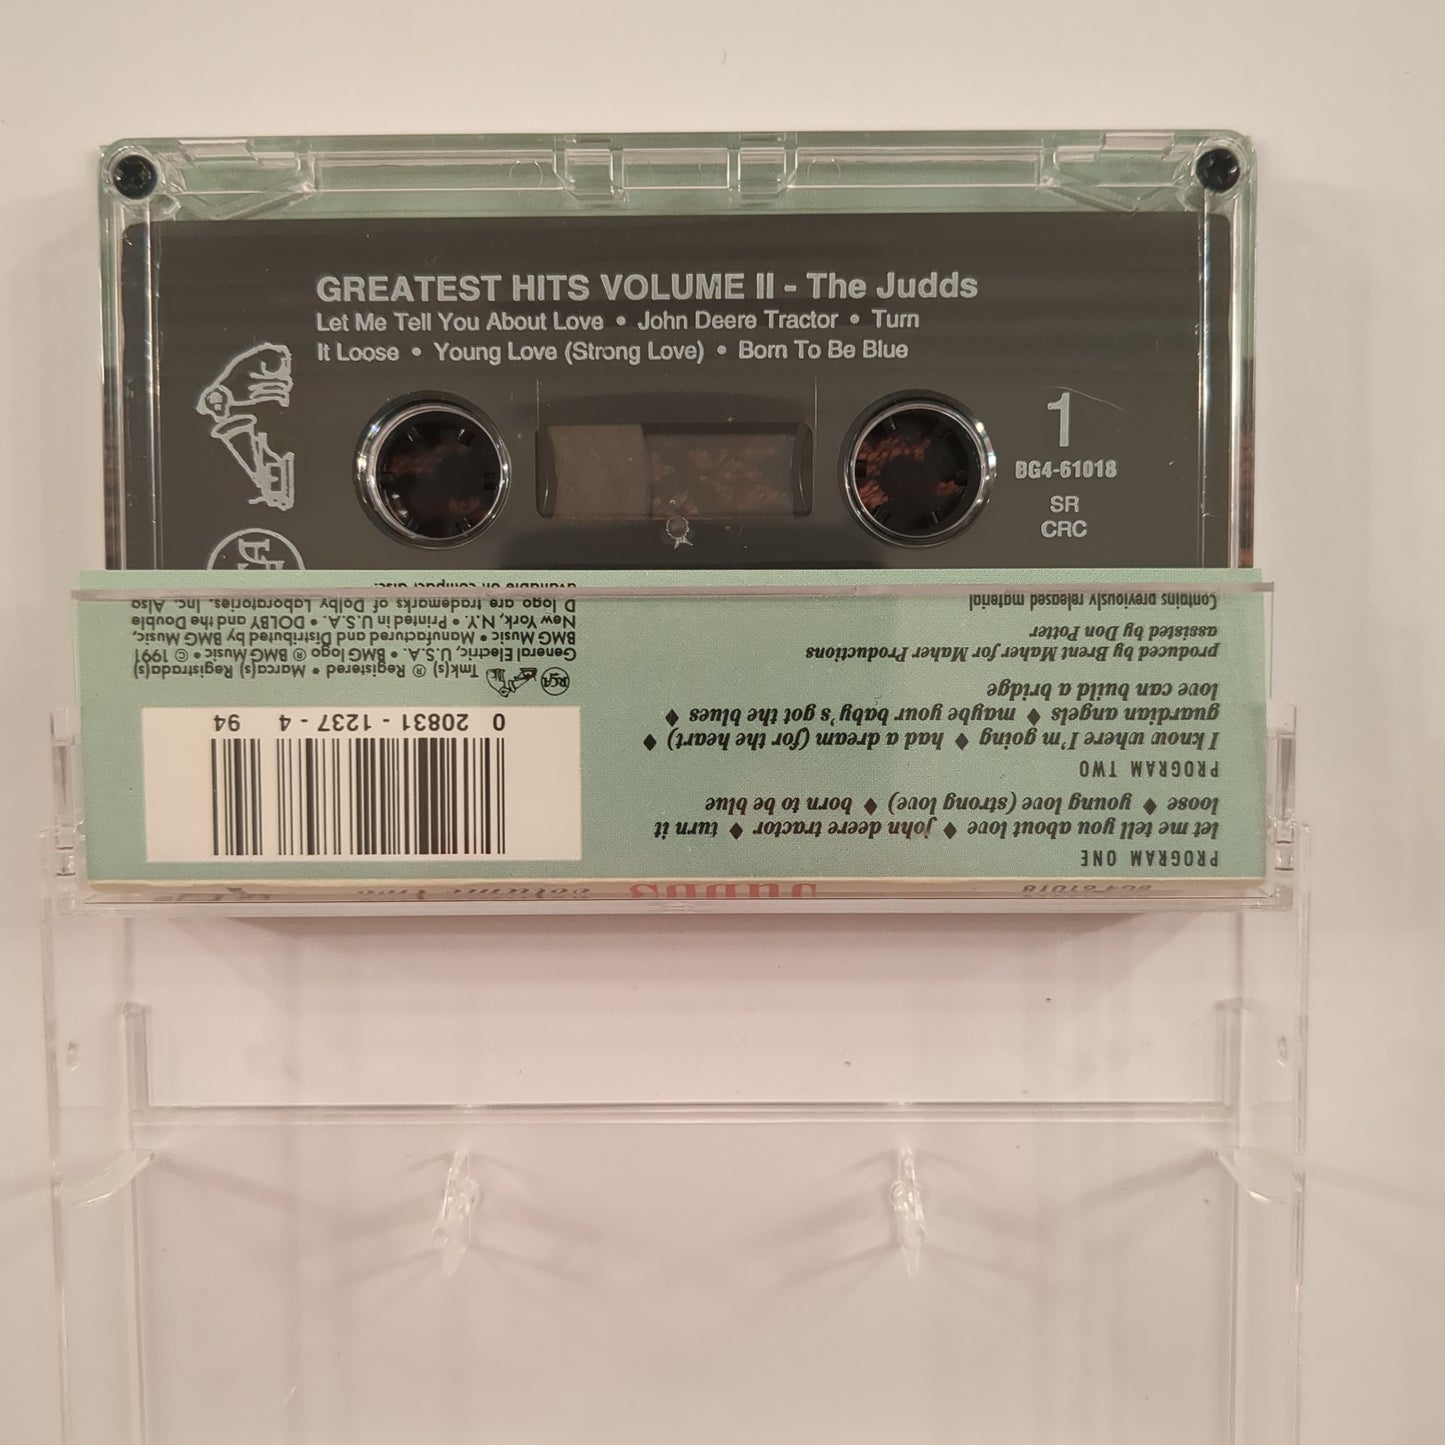 GREATEST HITS VOLUME II - The Judds
Let Me Tell You About Love • John Deere Tractor • Turn
It Loose • Young Love (Strong Love) • Born To Be Blue
1
BG4-61018
SR
CRC
BG4-61018
JUDDS
volume two
PROGRAM ONE
let me tell you about love ♦ john deere tractor ♦ turn it
loose ♦ young love (strong love) ♦ born to be blue
PROGRAM TWO
I know where I'm going ♦ had a dream (for the heart) ♦
guardian angels ♦ maybe your baby's got the blues ♦
love can build a bridge
produced by Brent Maher for Maher Productions
assisted by Don Potter
Contains previously released material
0 20831-1237-4 94
RCA
Tmk(s) ® Registered • Marca(s) Registrada(s)
General Electric, U.S.A. • BMG logo ® BMG Music • © 1991
BMG Music • Manufactured and Distributed by BMG Music,
New York, N.Y. • Printed in U.S.A. • DOLBY and the Double
D logo are trademarks of Dolby Laboratories, Inc. Also
available on compact disc.